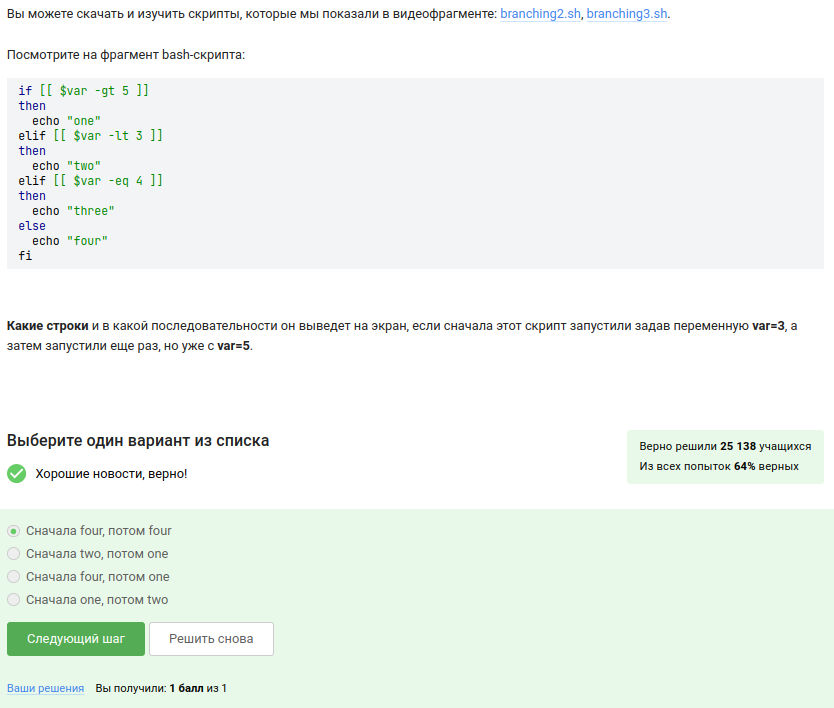 Вы можете скачать и изучить скрипты, которые мы показали в видеофрагменте: branching2.sh, branching3.sh.
Посмотрите на фрагмент bash-скрипта:
if [[ $var -gt 5 ]]
then
  echo "one"
elif [[ $var -lt 3 ]]
then
  echo "two"
elif [[ $var -eq 4 ]]
then
  echo "three"
else
  echo "four"
fi
Какие строки и в какой последовательности он выведет на экран, если сначала этот скрипт запустили задав переменную var=3, а
затем запустили еще раз, но уже с var=5.
Выберите один вариант из списка
Хорошие новости, верно!
Верно решили 25 138 учащихся
Из всех попыток 64% верных
Сначала four, потом four
Сначала two, потом one
Сначала four, потом one
Сначала one, потом two
Следующий шаг
Решить снова
Ваши решения Вы получили: 1 балл из 1